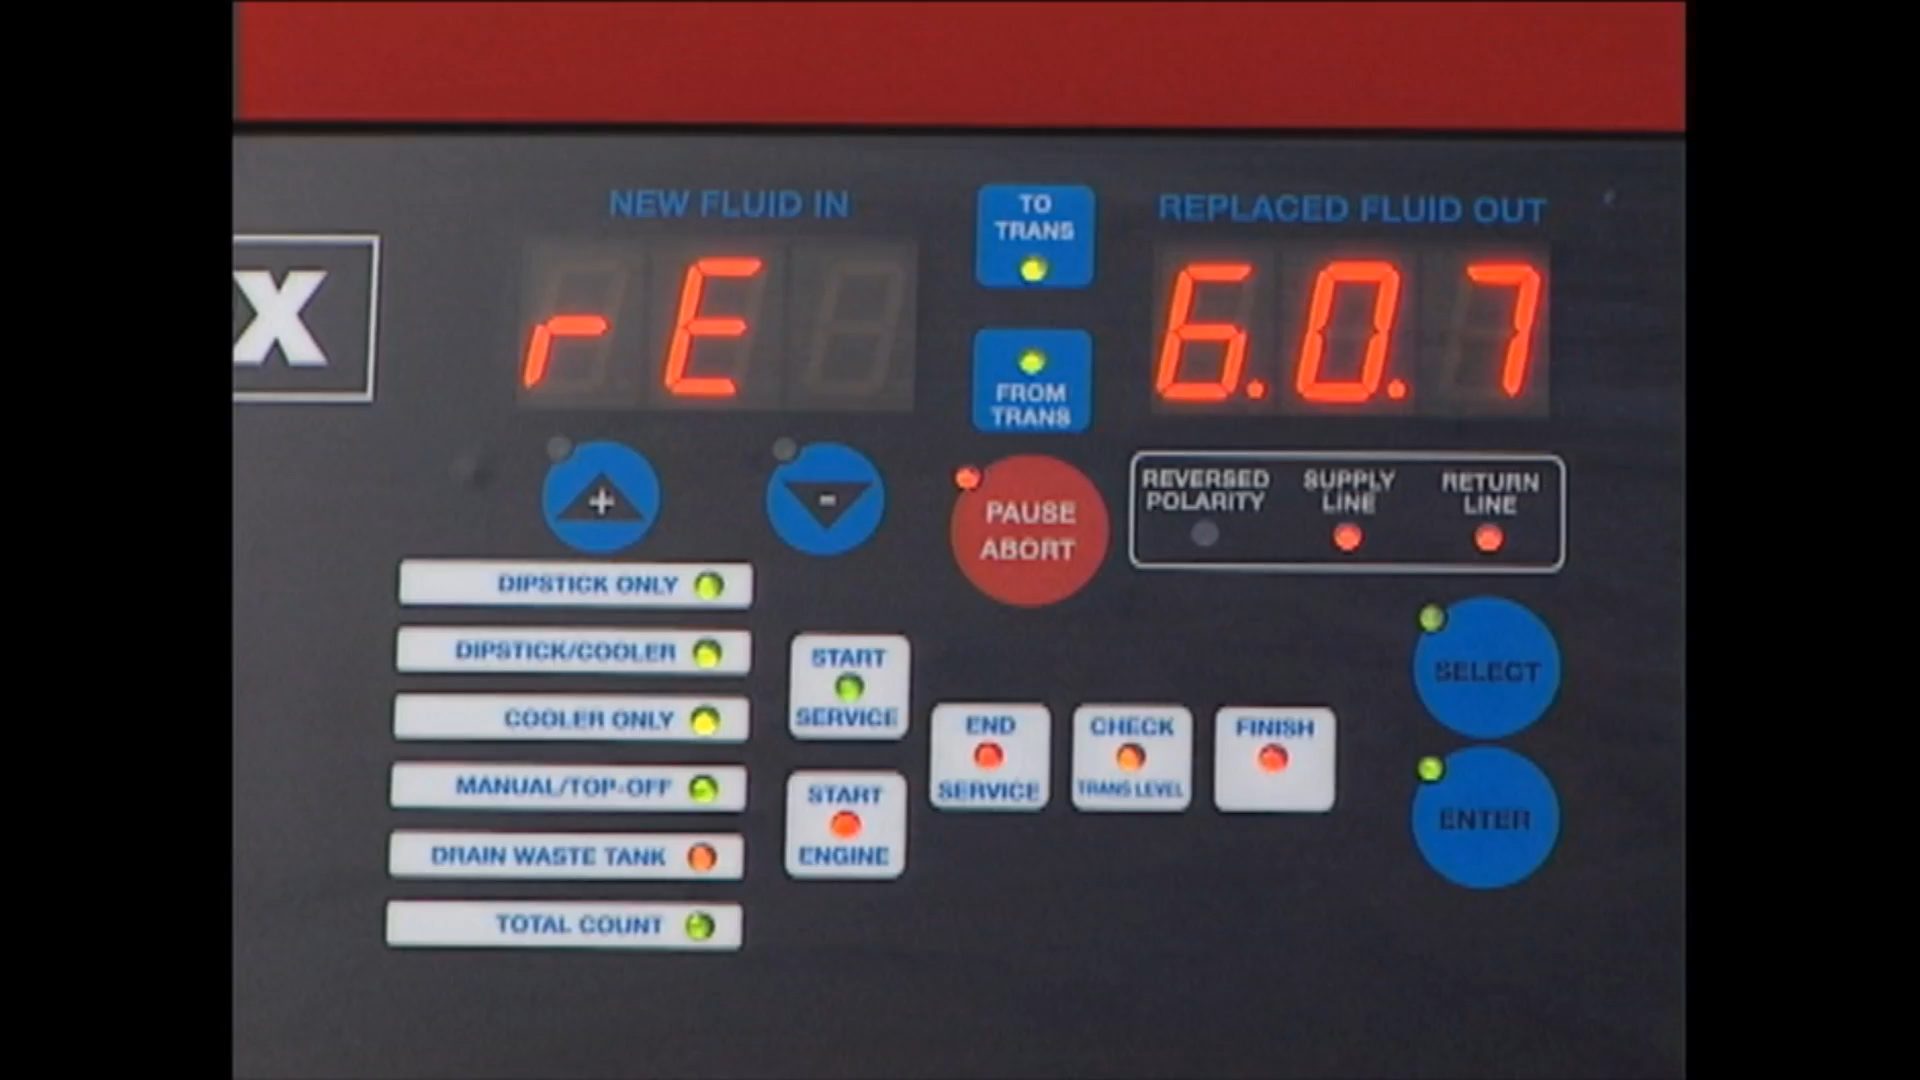 NEW FLUID IN
TO
TRANS
REPLACED FLUID OUT
X
rE
6.0.7
FROM
TRANS
+
-
PAUSE
ABORT
REVERSED
POLARITY
SUPPLY
LINE
RETURN
LINE
DIPSTICK ONLY
DIPSTICK/COOLER
COOLER ONLY
MANUAL/TOP-OFF
DRAIN WASTE TANK
TOTAL COUNT
START
SERVICE
START
ENGINE
END
SERVICE
CHECK
TRANS LEVEL
FINISH
SELECT
ENTER